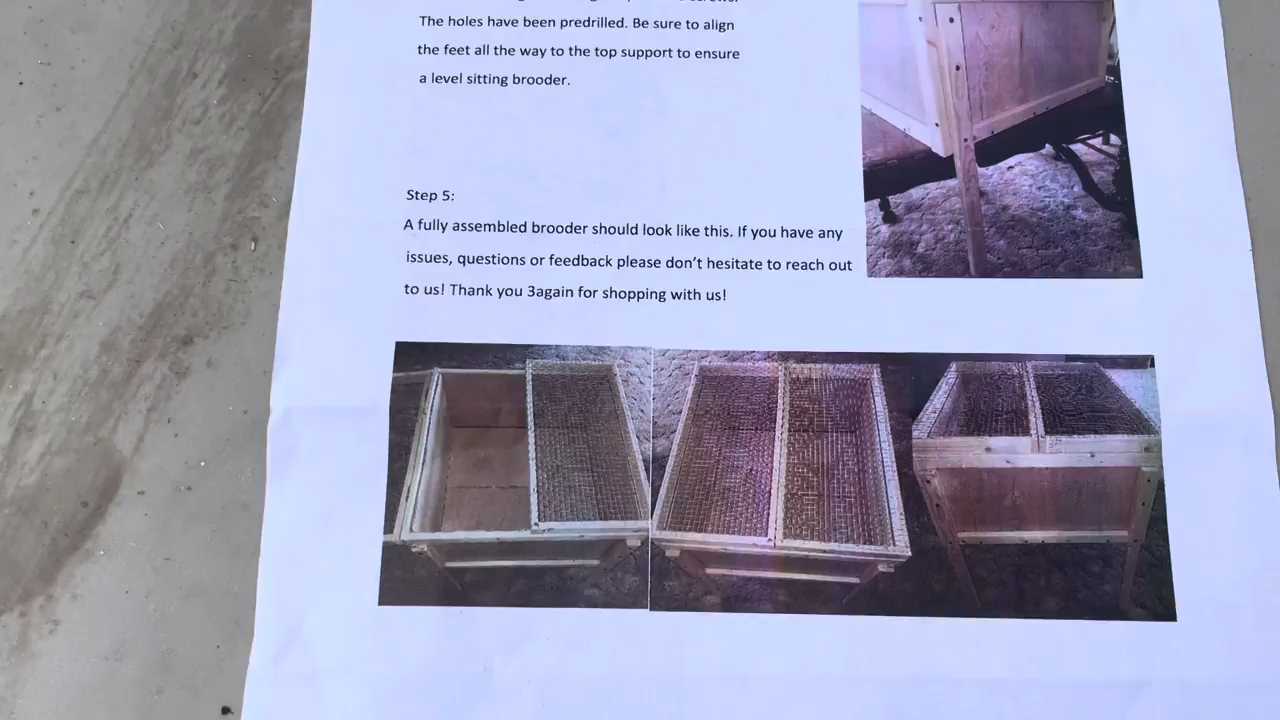 The holes have been predrilled. Be sure to align
the feet all the way to the top support to ensure
a level sitting brooder.
Step 5:
A fully assembled brooder should look like this. If you have any
issues, questions or feedback please don't hesitate to reach out
to us! Thank you 3again for shopping with us!